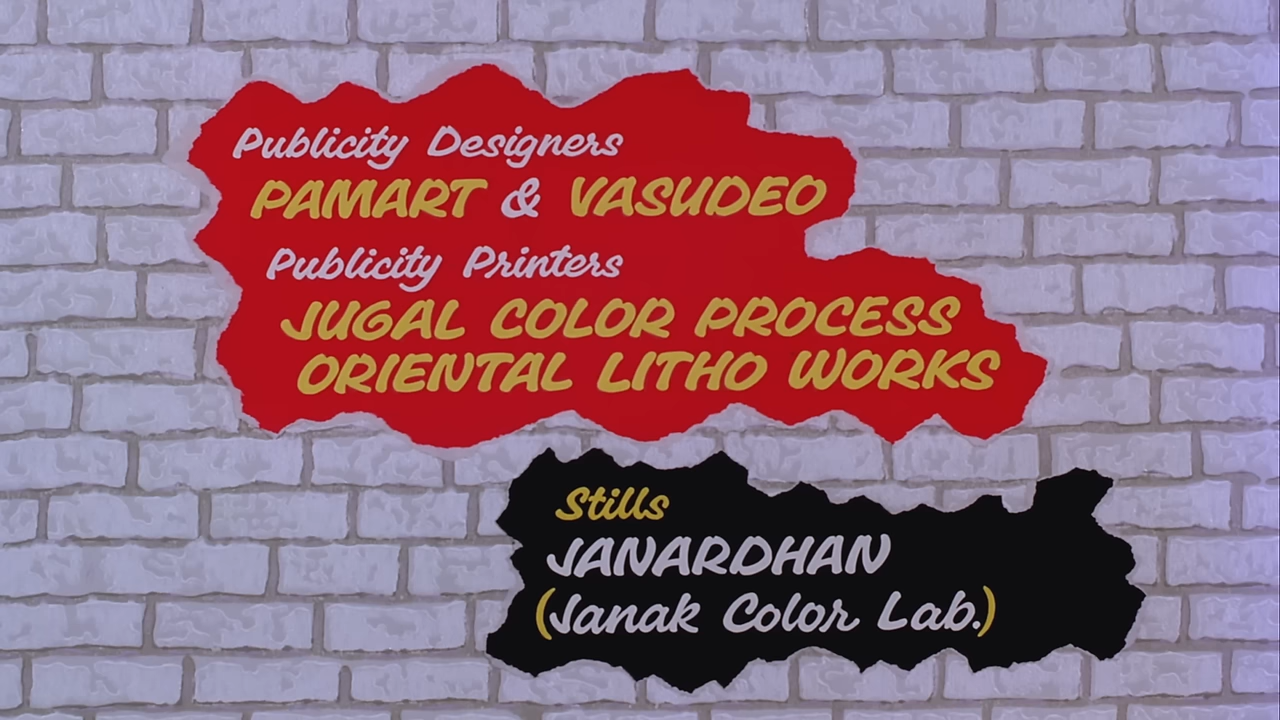 Publicity Designers
PAMART & VASUDEO
Publicity Printers
JUGAL COLOR PROCESS
ORIENTAL LITHO WORKS
Stills
JANARDHAN
(Janak Color Lab.)